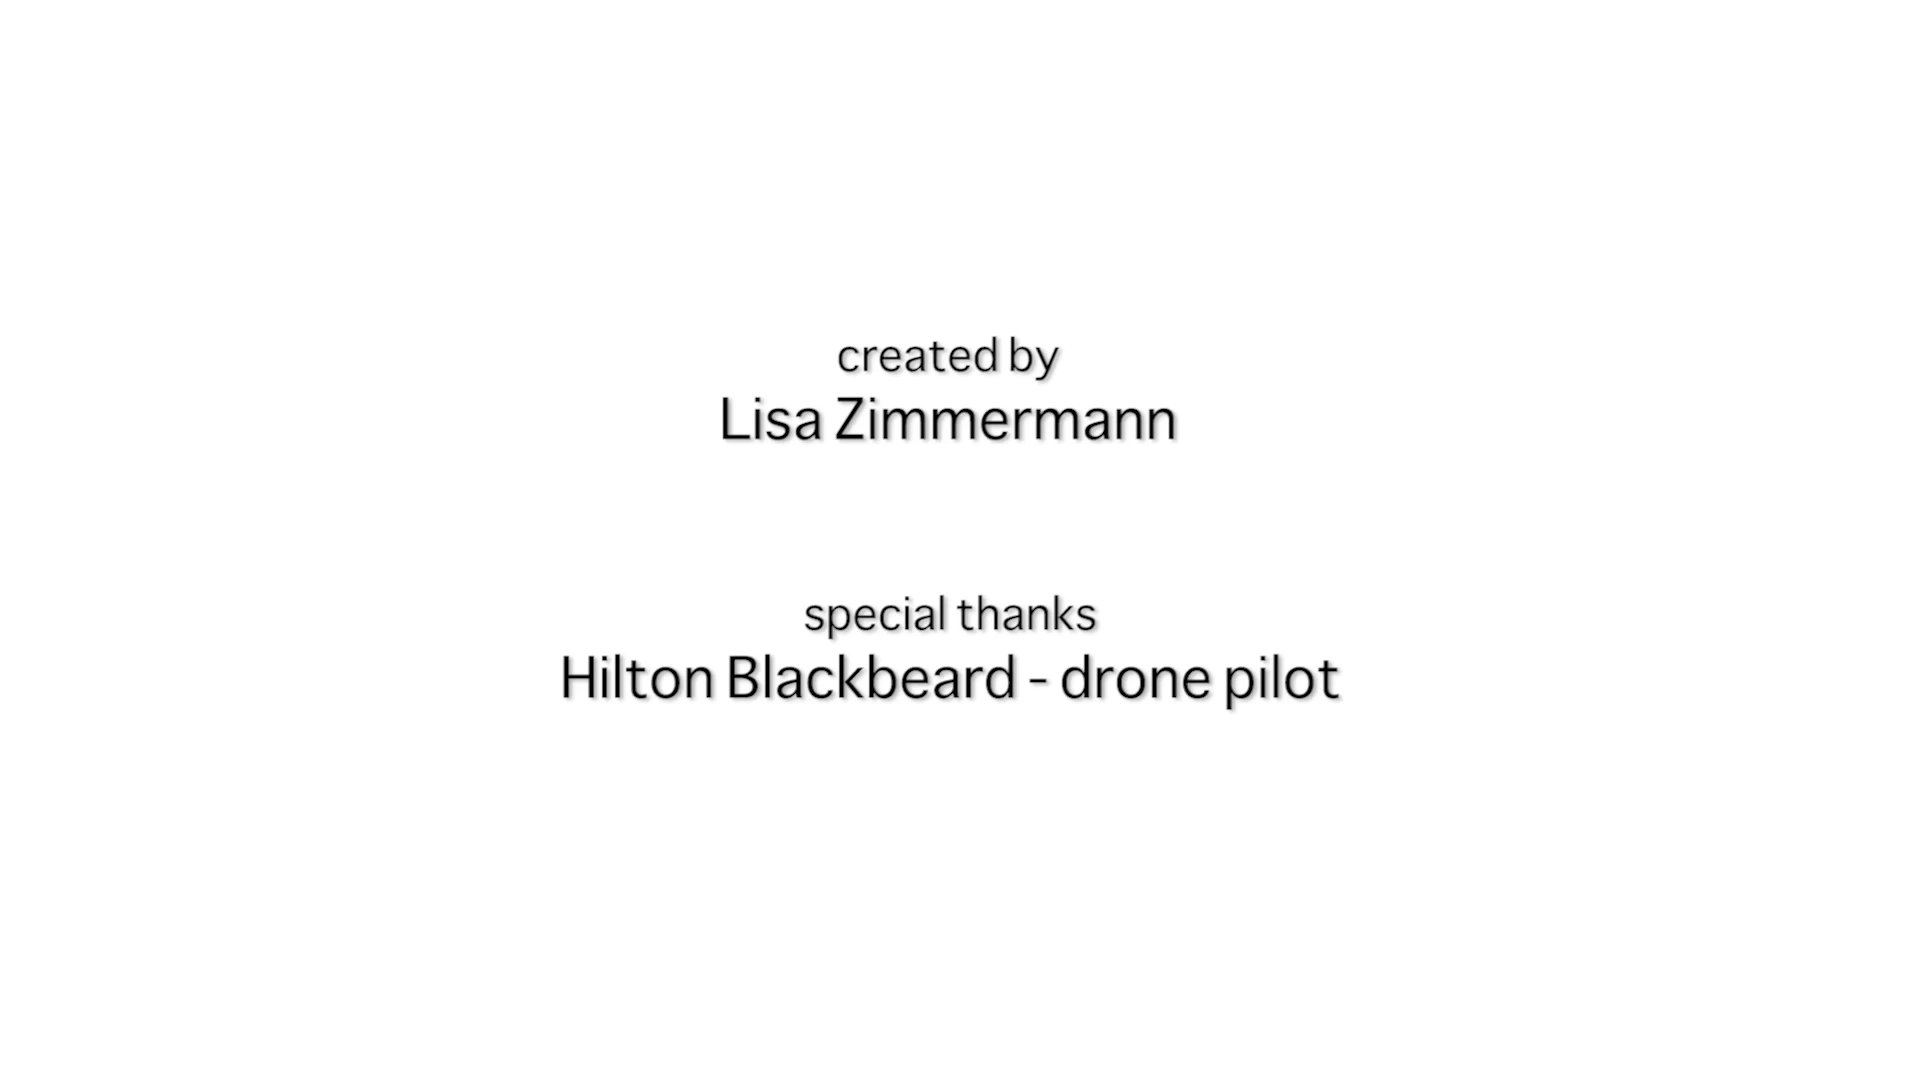 created by
Lisa Zimmermann
special thanks
Hilton Blackbeard - drone pilot